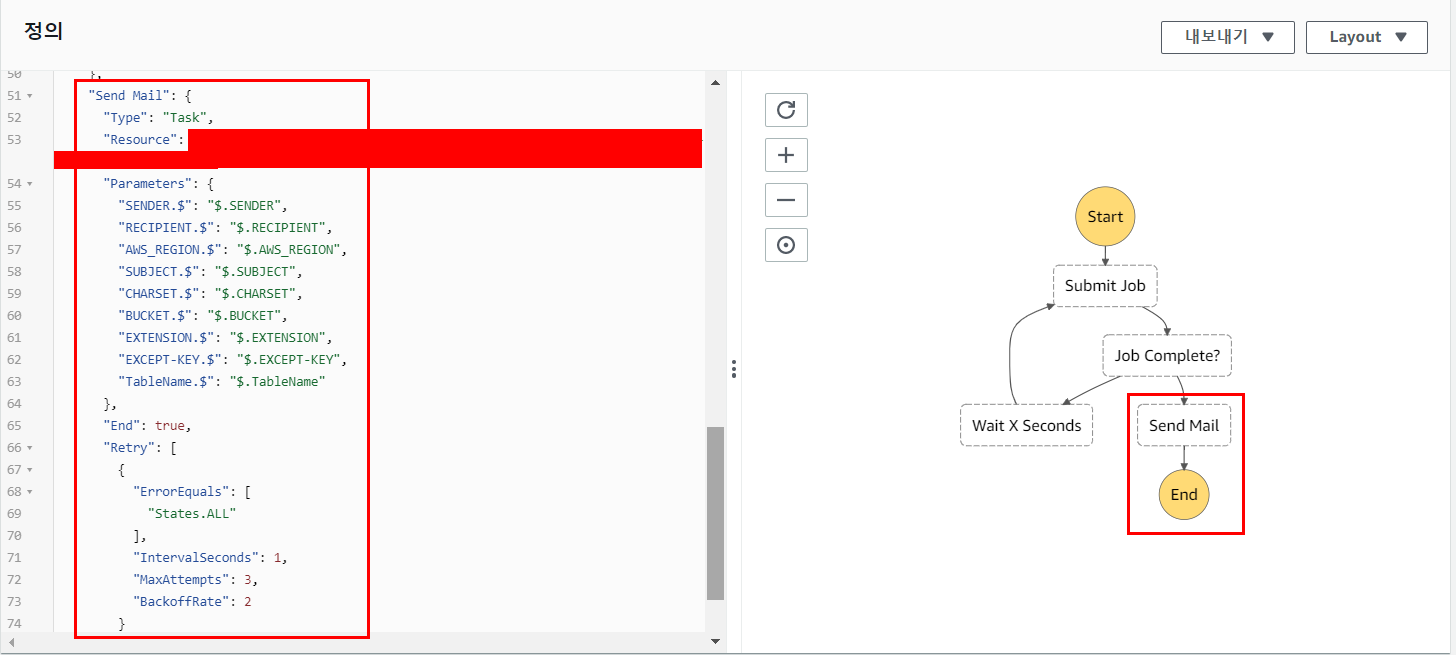 정의
내보내기 ▼
Layout ▼
50 },
51 "Send Mail": {
52 "Type": "Task",
53 "Resource":
54 "Parameters": {
55 "SENDER.$": "$.SENDER",
56 "RECIPIENT.$": "$.RECIPIENT",
57 "AWS_REGION.$": "$.AWS_REGION",
58 "SUBJECT.$": "$.SUBJECT",
59 "CHARSET.$": "$.CHARSET",
60 "BUCKET.$": "$.BUCKET",
61 "EXTENSION.$": "$.EXTENSION",
62 "EXCEPT-KEY.$": "$.EXCEPT-KEY",
63 "TableName.$": "$.TableName"
64 },
65 "End": true,
66 "Retry": [
67 {
68 "ErrorEquals": [
69 "States.ALL"
70 ],
71 "IntervalSeconds": 1,
72 "MaxAttempts": 3,
73 "BackoffRate": 2
74 }
Start
Submit Job
Job Complete?
Wait X Seconds
Send Mail
End